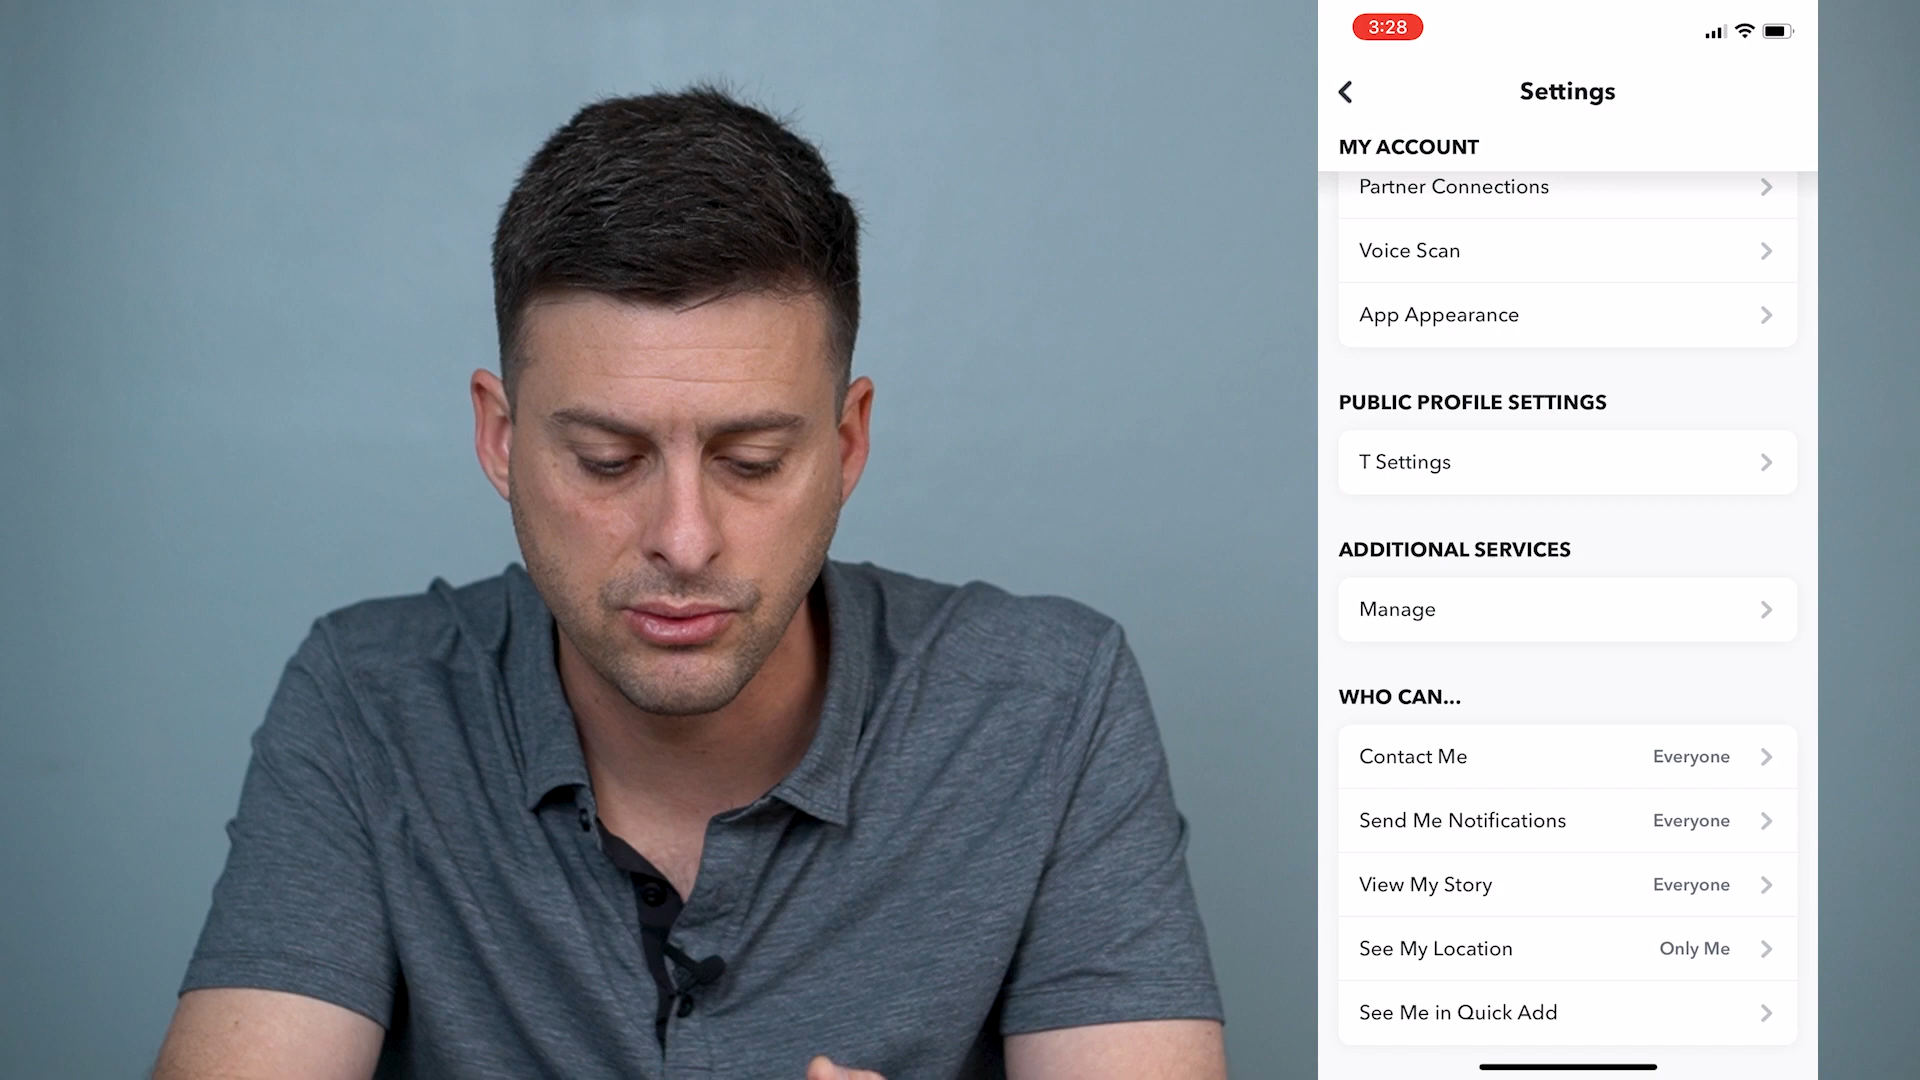 3:28
Settings
MY ACCOUNT
Partner Connections
Voice Scan
App Appearance
PUBLIC PROFILE SETTINGS
T Settings
ADDITIONAL SERVICES
Manage
WHO CAN...
Contact Me Everyone
Send Me Notifications Everyone
View My Story Everyone
See My Location Only Me
See Me in Quick Add